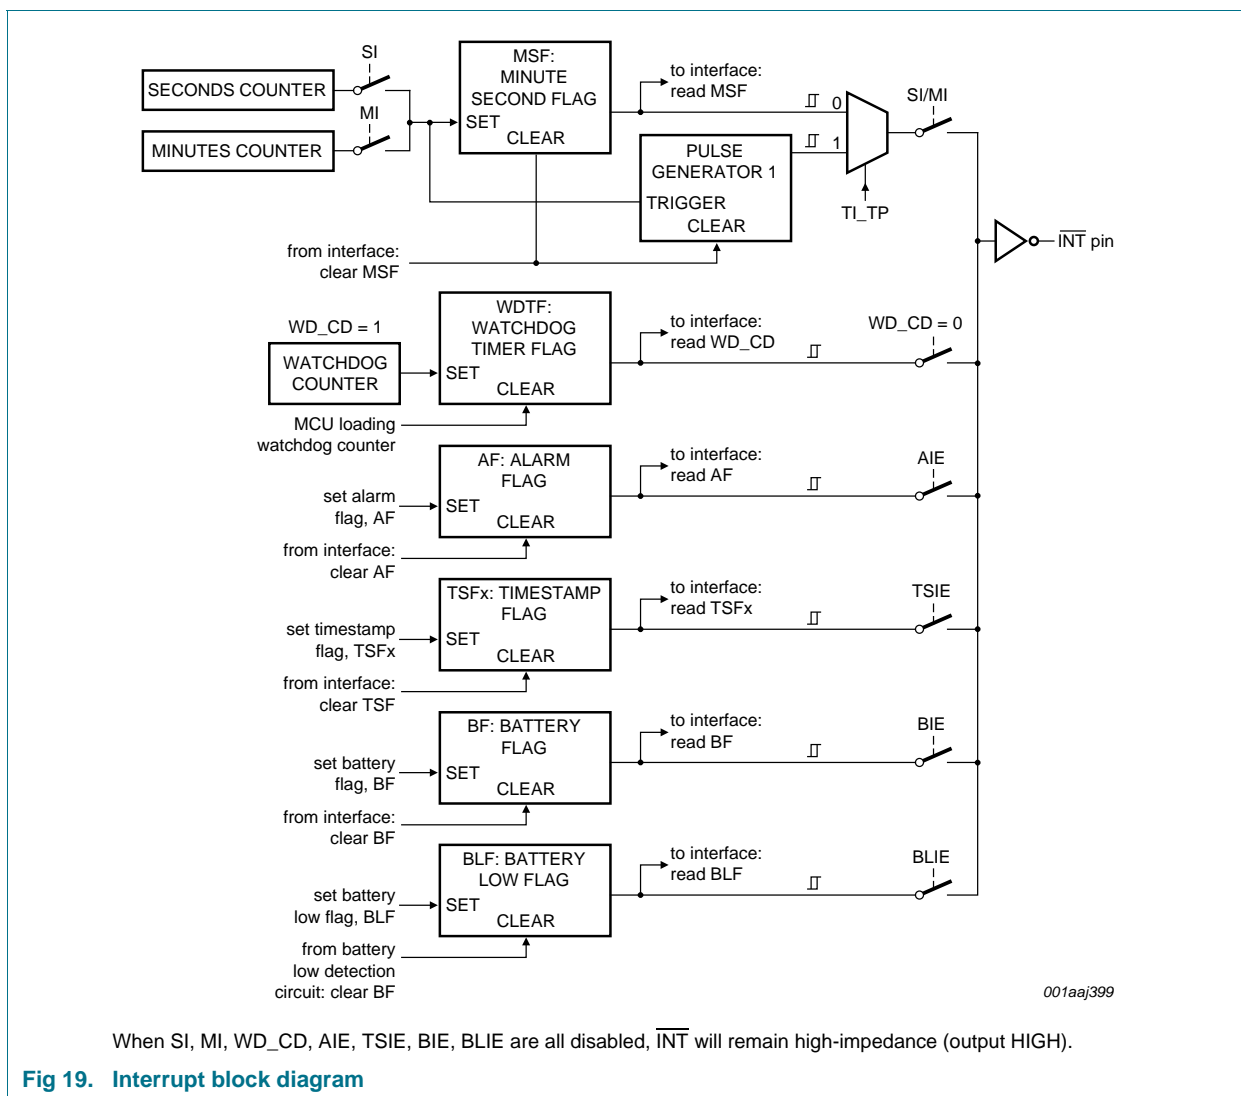 SI
SECONDS COUNTER
MI
MINUTES COUNTER
MSF:
MINUTE
SECOND FLAG
SET
CLEAR
to interface:
read MSF
0
1
SI/MI
PULSE
GENERATOR 1
TRIGGER
CLEAR
TI_TP
INT pin
from interface:
clear MSF
WD_CD = 1
WATCHDOG
COUNTER
WDTF:
WATCHDOG
TIMER FLAG
SET
CLEAR
to interface:
read WD_CD
WD_CD = 0
MCU loading
watchdog counter
AF: ALARM
FLAG
SET
CLEAR
to interface:
read AF
AIE
set alarm
flag, AF
from interface:
clear AF
TSFx: TIMESTAMP
FLAG
SET
CLEAR
to interface:
read TSFx
TSIE
set timestamp
flag, TSFx
from interface:
clear TSF
BF: BATTERY
FLAG
SET
CLEAR
to interface:
read BF
BIE
set battery
flag, BF
from interface:
clear BF
BLF: BATTERY
LOW FLAG
SET
CLEAR
to interface:
read BLF
BLIE
set battery
low flag, BLF
from battery
low detection
circuit: clear BF
001aaj399
When SI, MI, WD_CD, AIE, TSIE, BIE, BLIE are all disabled, INT will remain high-impedance (output HIGH).
Fig 19. Interrupt block diagram